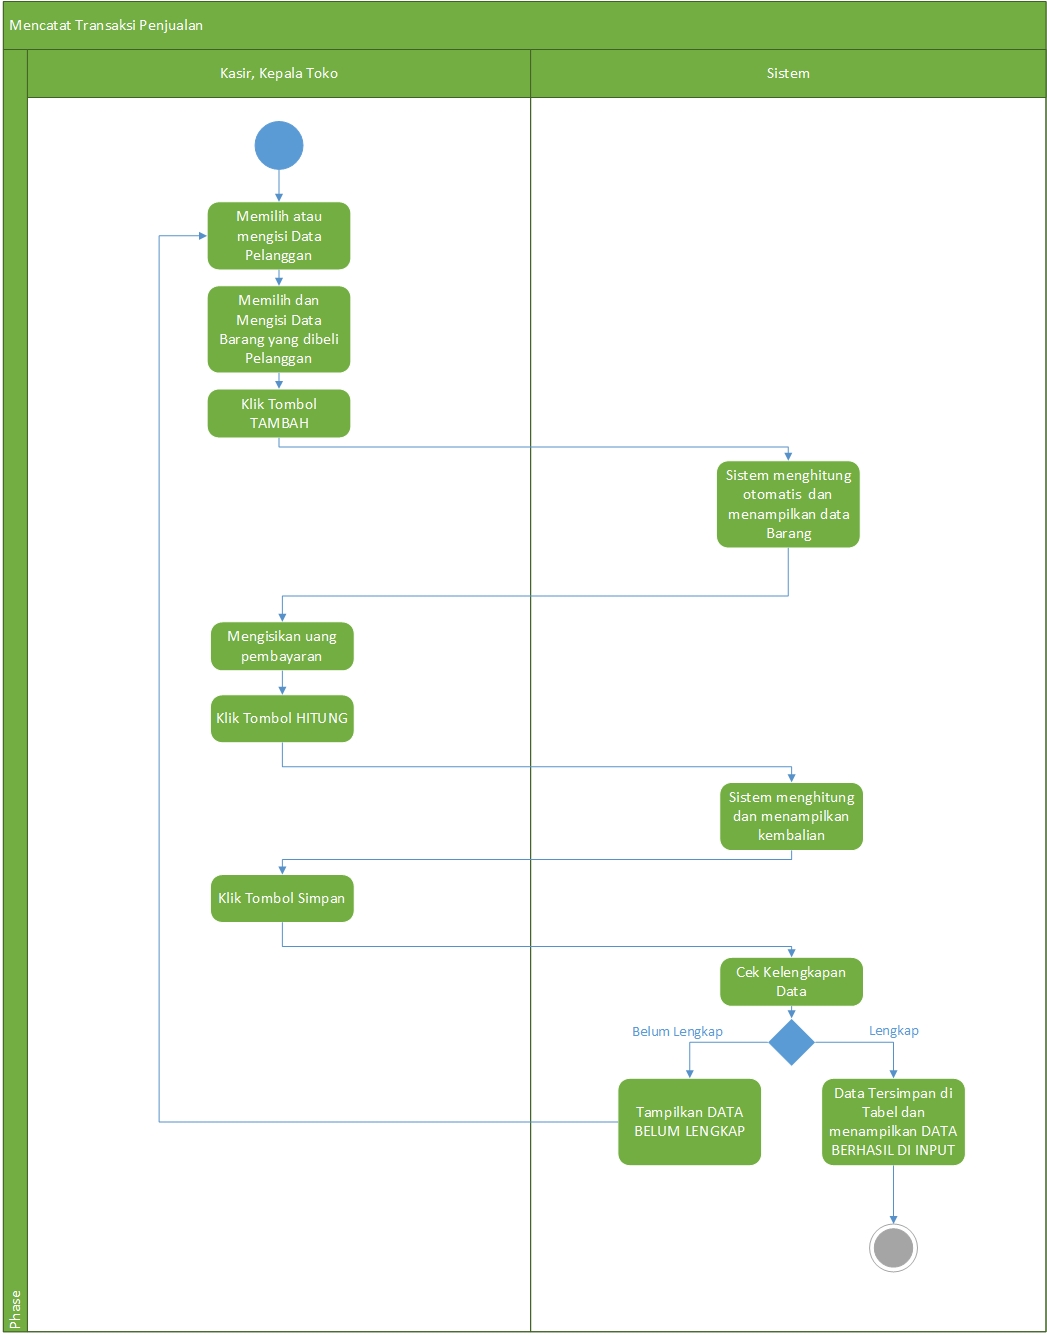 Mencatat Transaksi Penjualan
Kasir, Kepala Toko
Sistem
Memilih atau
mengisi Data
Pelanggan
Memilih dan
Mengisi Data
Barang yang dibeli
Pelanggan
Klik Tombol
TAMBAH
Sistem menghitung
otomatis dan
menampilkan data
Barang
Mengisikan uang
pembayaran
Klik Tombol HITUNG
Sistem menghitung
dan menampilkan
kembalian
Klik Tombol Simpan
Cek Kelengkapan
Data
Belum Lengkap
Lengkap
Tampilkan DATA
BELUM LENGKAP
Data Tersimpan di
Tabel dan
menampilkan DATA
BERHASIL DI INPUT
Phase